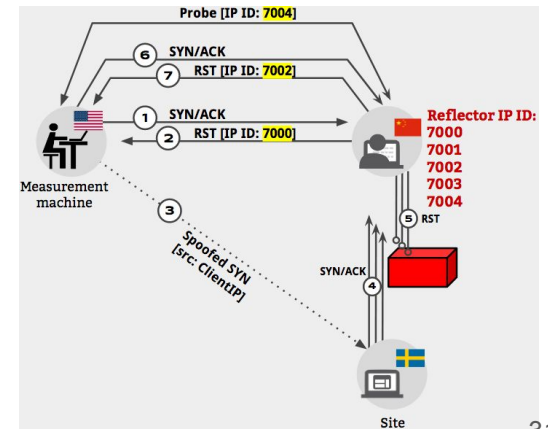 Probe [IP ID: 7004]
6 SYN/ACK
7 RST [IP ID: 7002]
1 SYN/ACK
2 RST [IP ID: 7000]
Reflector IP ID:
7000
7001
7002
7003
7004
Measurement
machine
3
Spoofed SYN
[src: ClientIP]
5 RST
SYN/ACK
4
Site